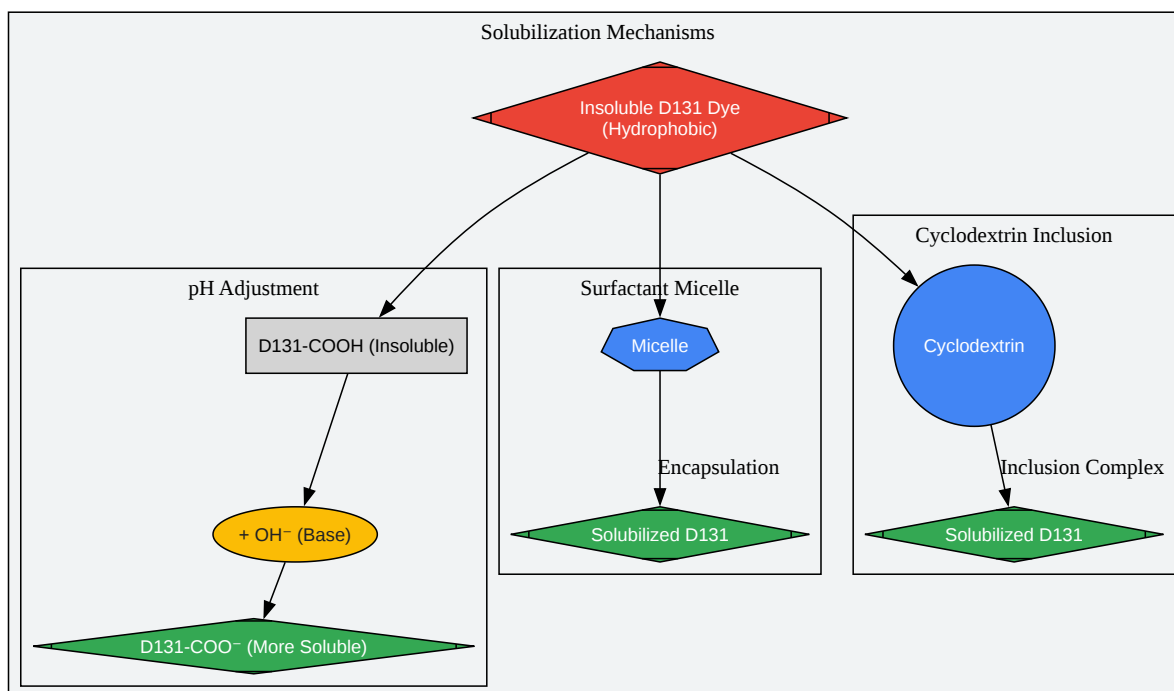 Solubilization Mechanisms
Insoluble D131 Dye
(Hydrophobic)
pH Adjustment
D131-COOH (Insoluble)
+ OH⁻ (Base)
D131-COO⁻ (More Soluble)
Surfactant Micelle
Micelle
Encapsulation
Solubilized D131
Cyclodextrin Inclusion
Cyclodextrin
Inclusion Complex
Solubilized D131